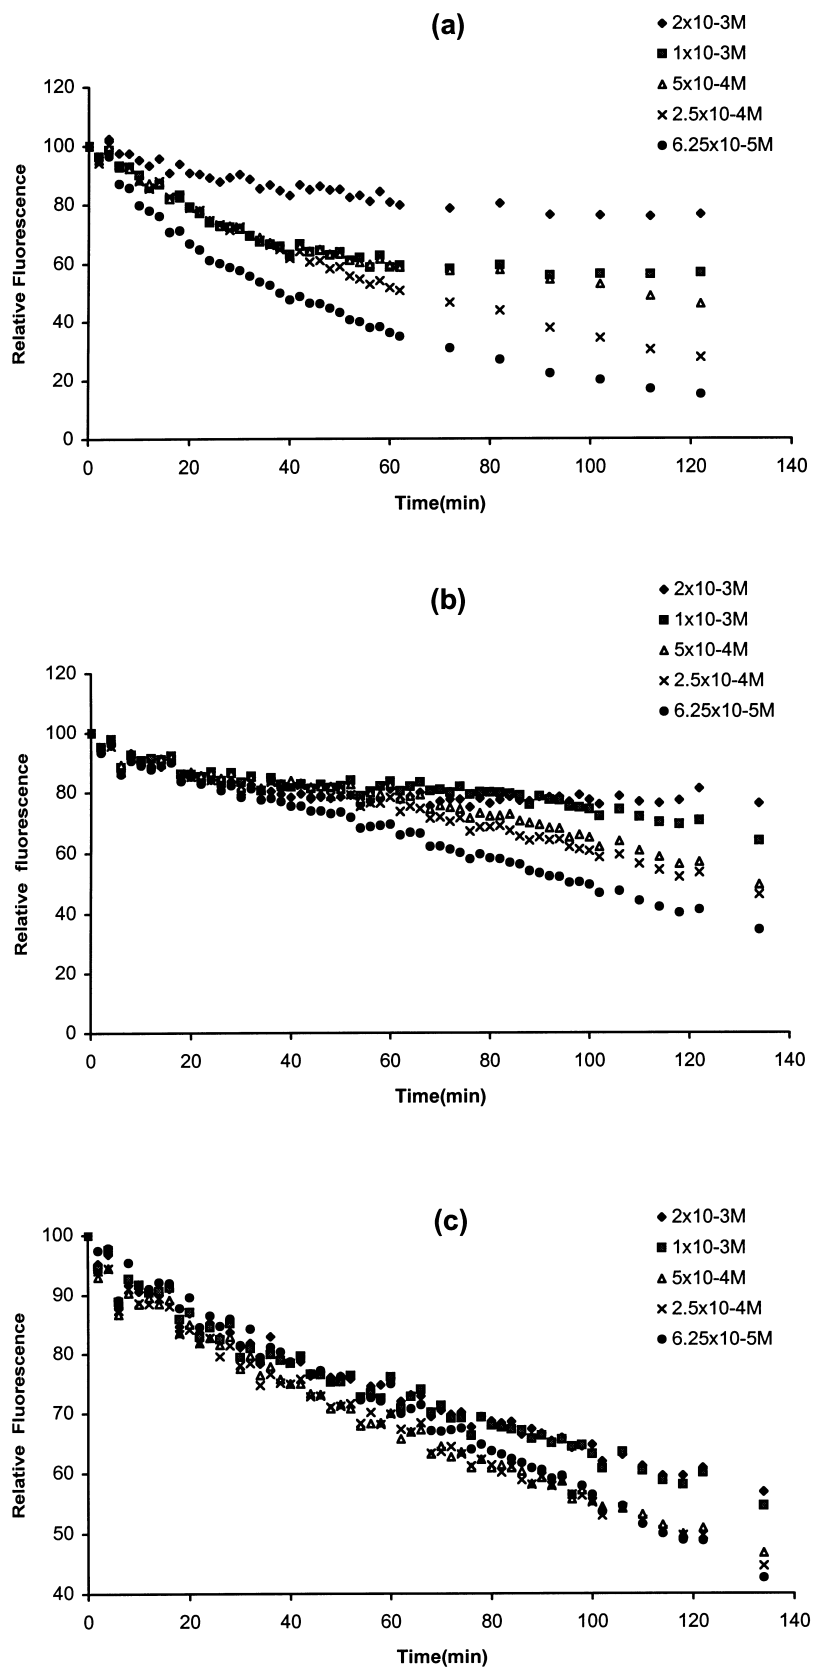 (a)
2x10-3M
1x10-3M
5x10-4M
2.5x10-4M
6.25x10-5M
Relative Fluorescence
120
100
80
60
40
20
0
0 20 40 60 80 100 120 140
Time(min)
(b)
2x10-3M
1x10-3M
5x10-4M
2.5x10-4M
6.25x10-5M
Relative fluorescence
120
100
80
60
40
20
0
0 20 40 60 80 100 120 140
Time(min)
(c)
2x10-3M
1x10-3M
5x10-4M
2.5x10-4M
6.25x10-5M
Relative Fluorescence
100
90
80
70
60
50
40
0 20 40 60 80 100 120 140
Time(min)